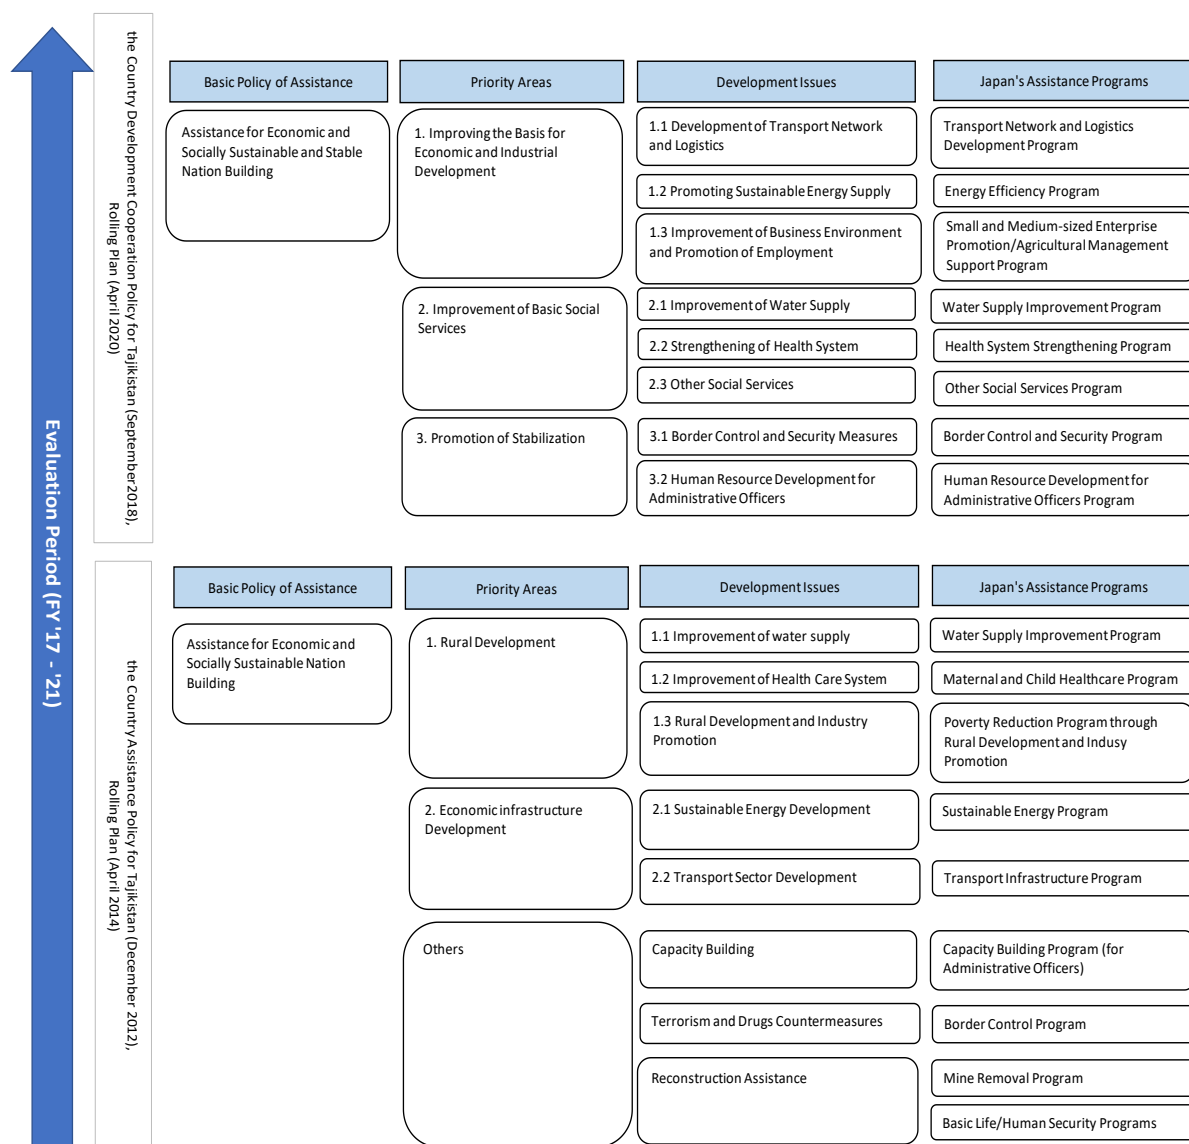 Evaluation Period (FY '17 - '21)
the Country Development Cooperation Policy for Tajikistan (September2018),
Rolling Plan (April 2020)
Basic Policy of Assistance
Priority Areas
Development Issues
Japan's Assistance Programs
Assistance for Economic and
Socially Sustainable and Stable
Nation Building
1. Improving the Basis for
Economic and Industrial
Development
1.1 Development of Transport Network
and Logistics
Transport Network and Logistics
Development Program
1.2 Promoting Sustainable Energy Supply
Energy Efficiency Program
1.3 Improvement of Business Environment
and Promotion of Employment
Small and Medium-sized Enterprise
Promotion/Agricultural Management
Support Program
2. Improvement of Basic Social
Services
2.1 Improvement of Water Supply
Water Supply Improvement Program
2.2 Strengthening of Health System
Health System Strengthening Program
2.3 Other Social Services
Other Social Services Program
3. Promotion of Stabilization
3.1 Border Control and Security Measures
Border Control and Security Program
3.2 Human Resource Development for
Administrative Officers
Human Resource Development for
Administrative Officers Program
the Country Assistance Policy for Tajikistan (December 2012),
Rolling Plan (April 2014)
Basic Policy of Assistance
Priority Areas
Development Issues
Japan's Assistance Programs
Assistance for Economic and
Socially Sustainable Nation
Building
1. Rural Development
1.1 Improvement of water supply
Water Supply Improvement Program
1.2 Improvement of Health Care System
Maternal and Child Healthcare Program
1.3 Rural Development and Industry
Promotion
Poverty Reduction Program through
Rural Development and Indusy
Promotion
2. Economic infrastructure
Development
2.1 Sustainable Energy Development
Sustainable Energy Program
2.2 Transport Sector Development
Transport Infrastructure Program
Others
Capacity Building
Capacity Building Program (for
Administrative Officers)
Terrorism and Drugs Countermeasures
Border Control Program
Reconstruction Assistance
Mine Removal Program
Basic Life/Human Security Programs